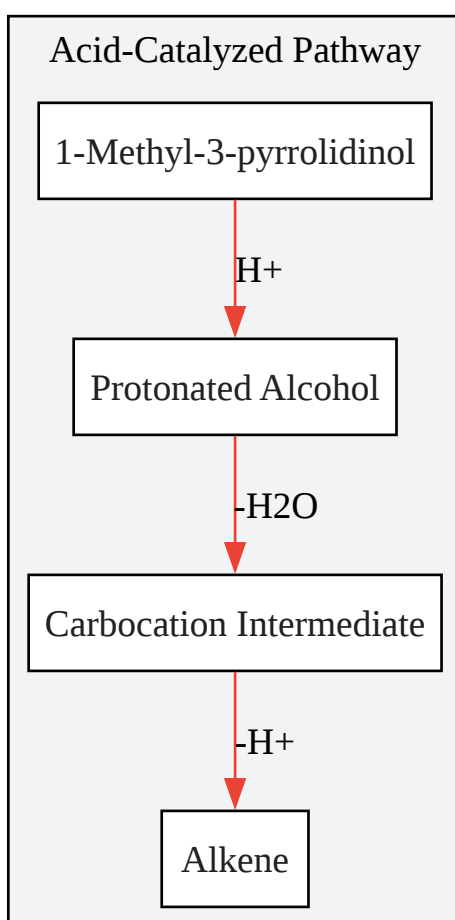 Acid-Catalyzed Pathway
1-Methyl-3-pyrrolidinol
H+
Protonated Alcohol
-H2O
Carbocation Intermediate
-H+
Alkene